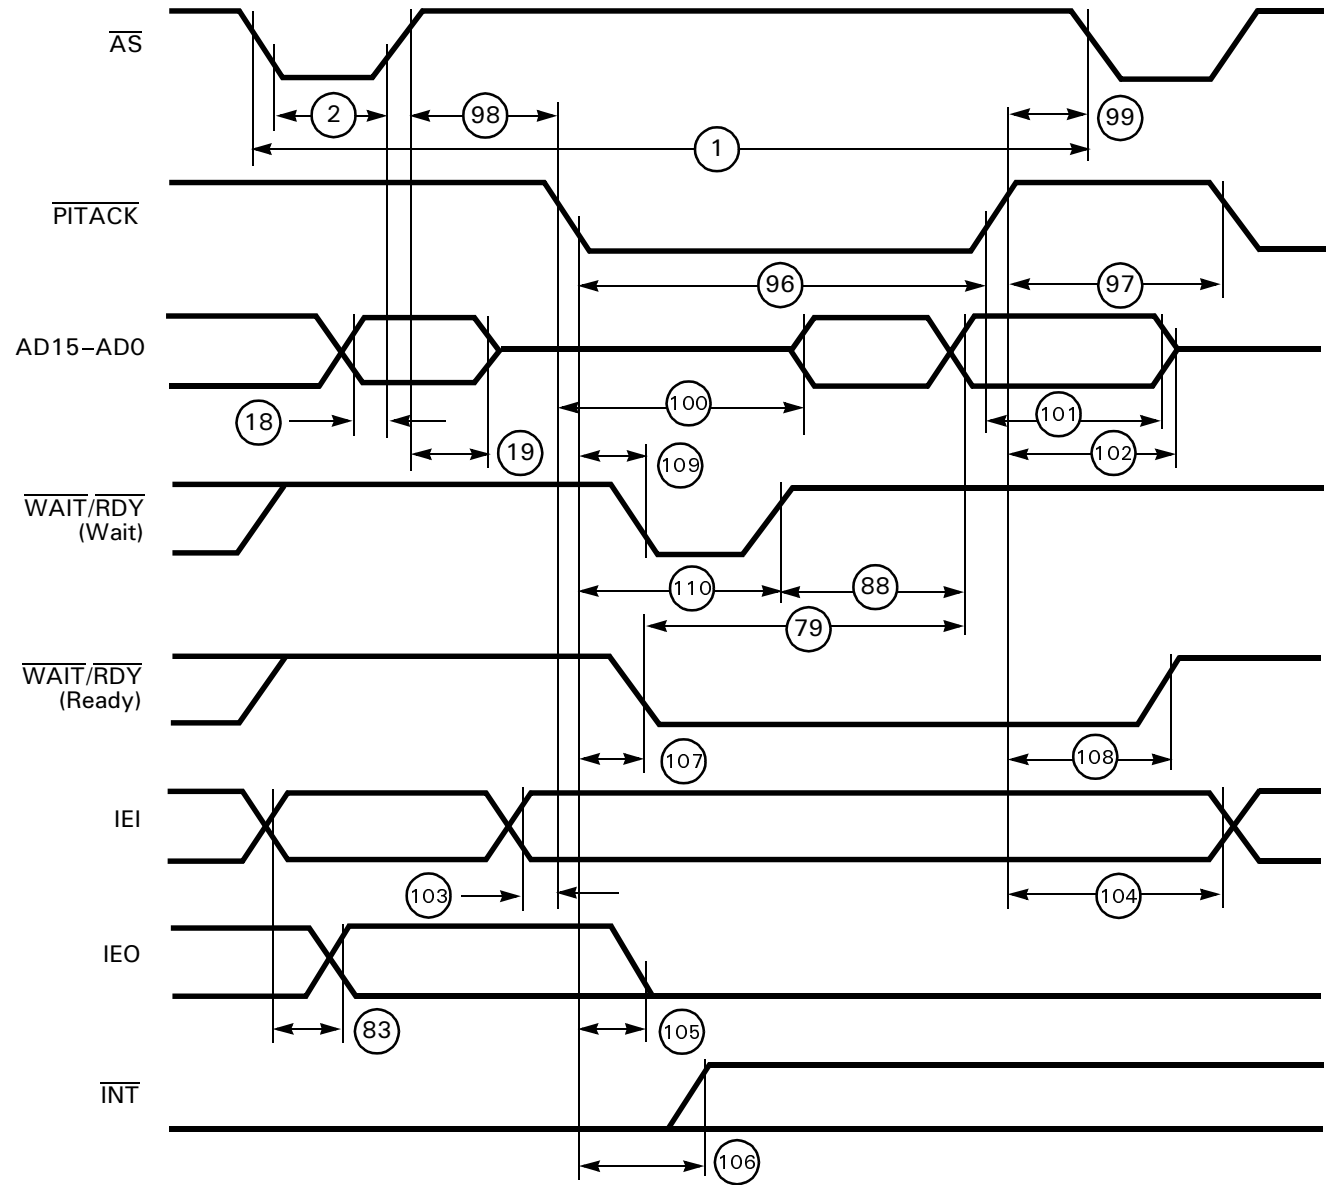 AS
2
98
99
1
PITACK
96
97
AD15–AD0
100
101
18
19
109
102
WAIT/RDY
(Wait)
110
88
79
WAIT/RDY
(Ready)
107
108
IEI
103
104
IEO
83
105
INT
106